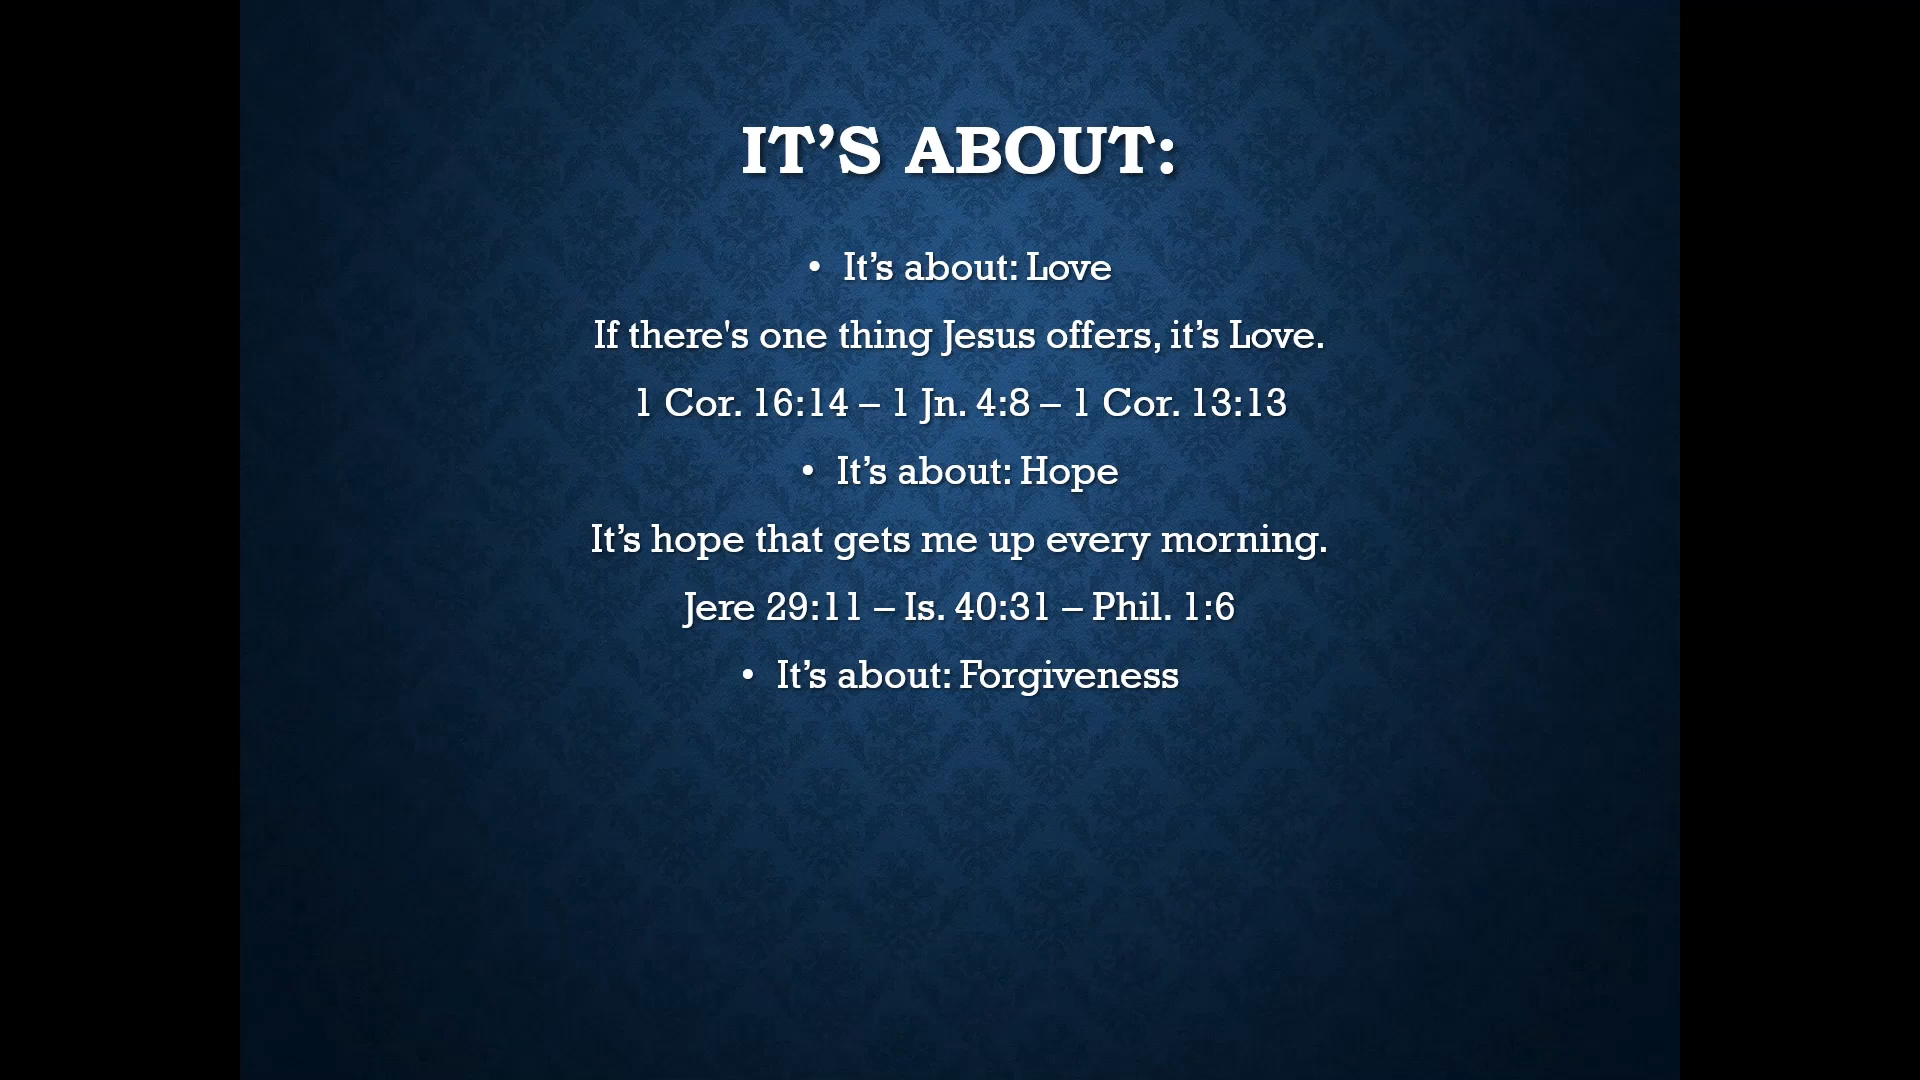 IT’S ABOUT:
• It’s about: Love
If there's one thing Jesus offers, it’s Love.
1 Cor. 16:14 – 1 Jn. 4:8 – 1 Cor. 13:13
• It’s about: Hope
It’s hope that gets me up every morning.
Jere 29:11 – Is. 40:31 – Phil. 1:6
• It’s about: Forgiveness